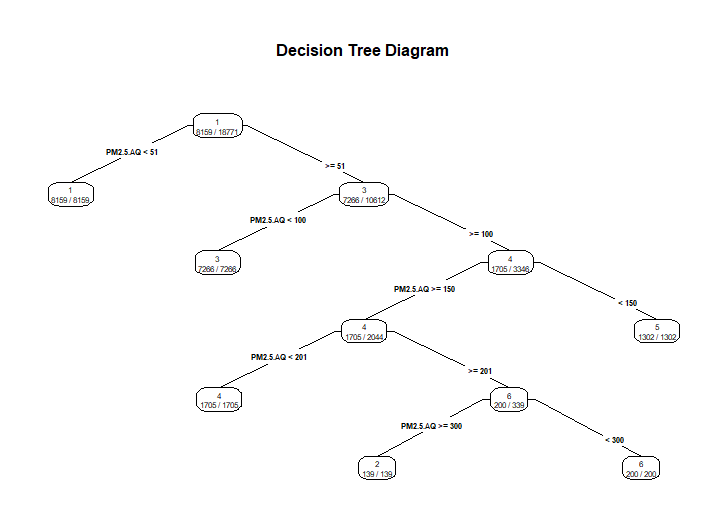 Decision Tree Diagram
1
8159 / 18771
PM2.5.AQ < 51
>= 51
1
8159 / 8159
3
7266 / 10612
PM2.5.AQ < 100
>= 100
3
7266 / 7266
4
1705 / 3346
PM2.5.AQ >= 150
< 150
4
1705 / 2044
5
1302 / 1302
PM2.5.AQ < 201
>= 201
4
1705 / 1705
6
200 / 339
PM2.5.AQ >= 300
< 300
2
139 / 139
6
200 / 200